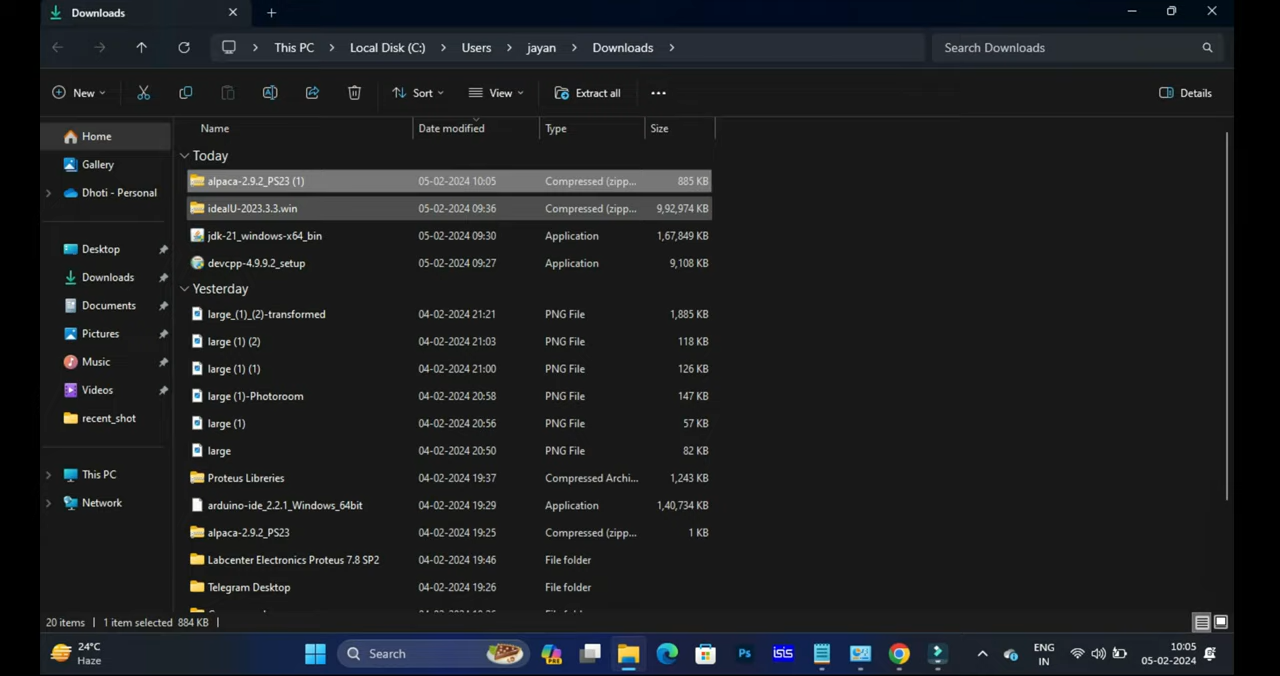 Downloads
This PC > Local Disk (C:) > Users > jayan > Downloads >
Search Downloads
New
Sort
View
Extract all
Details
Name Date modified Type Size
Home
Gallery
Dhoti - Personal
Desktop
Downloads
Documents
Pictures
Music
Videos
recent_shot
This PC
Network
Today
alpaca-2.9.2_PS23 (1) 05-02-2024 10:05 Compressed (zipp... 885 KB
ideaIU-2023.3.3.win 05-02-2024 09:36 Compressed (zipp... 9,92,974 KB
jdk-21_windows-x64_bin 05-02-2024 09:30 Application 1,67,849 KB
devcpp-4.9.9.2_setup 05-02-2024 09:27 Application 9,108 KB
Yesterday
large_(1)_(2)-transformed 04-02-2024 21:21 PNG File 1,885 KB
large (1) (2) 04-02-2024 21:03 PNG File 118 KB
large (1) (1) 04-02-2024 21:00 PNG File 126 KB
large (1)-Photoroom 04-02-2024 20:58 PNG File 147 KB
large (1) 04-02-2024 20:56 PNG File 57 KB
large 04-02-2024 20:50 PNG File 82 KB
Proteus Libreries 04-02-2024 19:37 Compressed Archi... 1,243 KB
arduino-ide_2.2.1_Windows_64bit 04-02-2024 19:29 Application 1,40,734 KB
alpaca-2.9.2_PS23 04-02-2024 19:25 Compressed (zipp... 1 KB
Labcenter Electronics Proteus 7.8 SP2 04-02-2024 19:46 File folder
Telegram Desktop 04-02-2024 19:26 File folder
20 items | 1 item selected 884 KB |
24°C
Haze
Search
PRE
Ps
isis
ENG
IN
10:05
05-02-2024